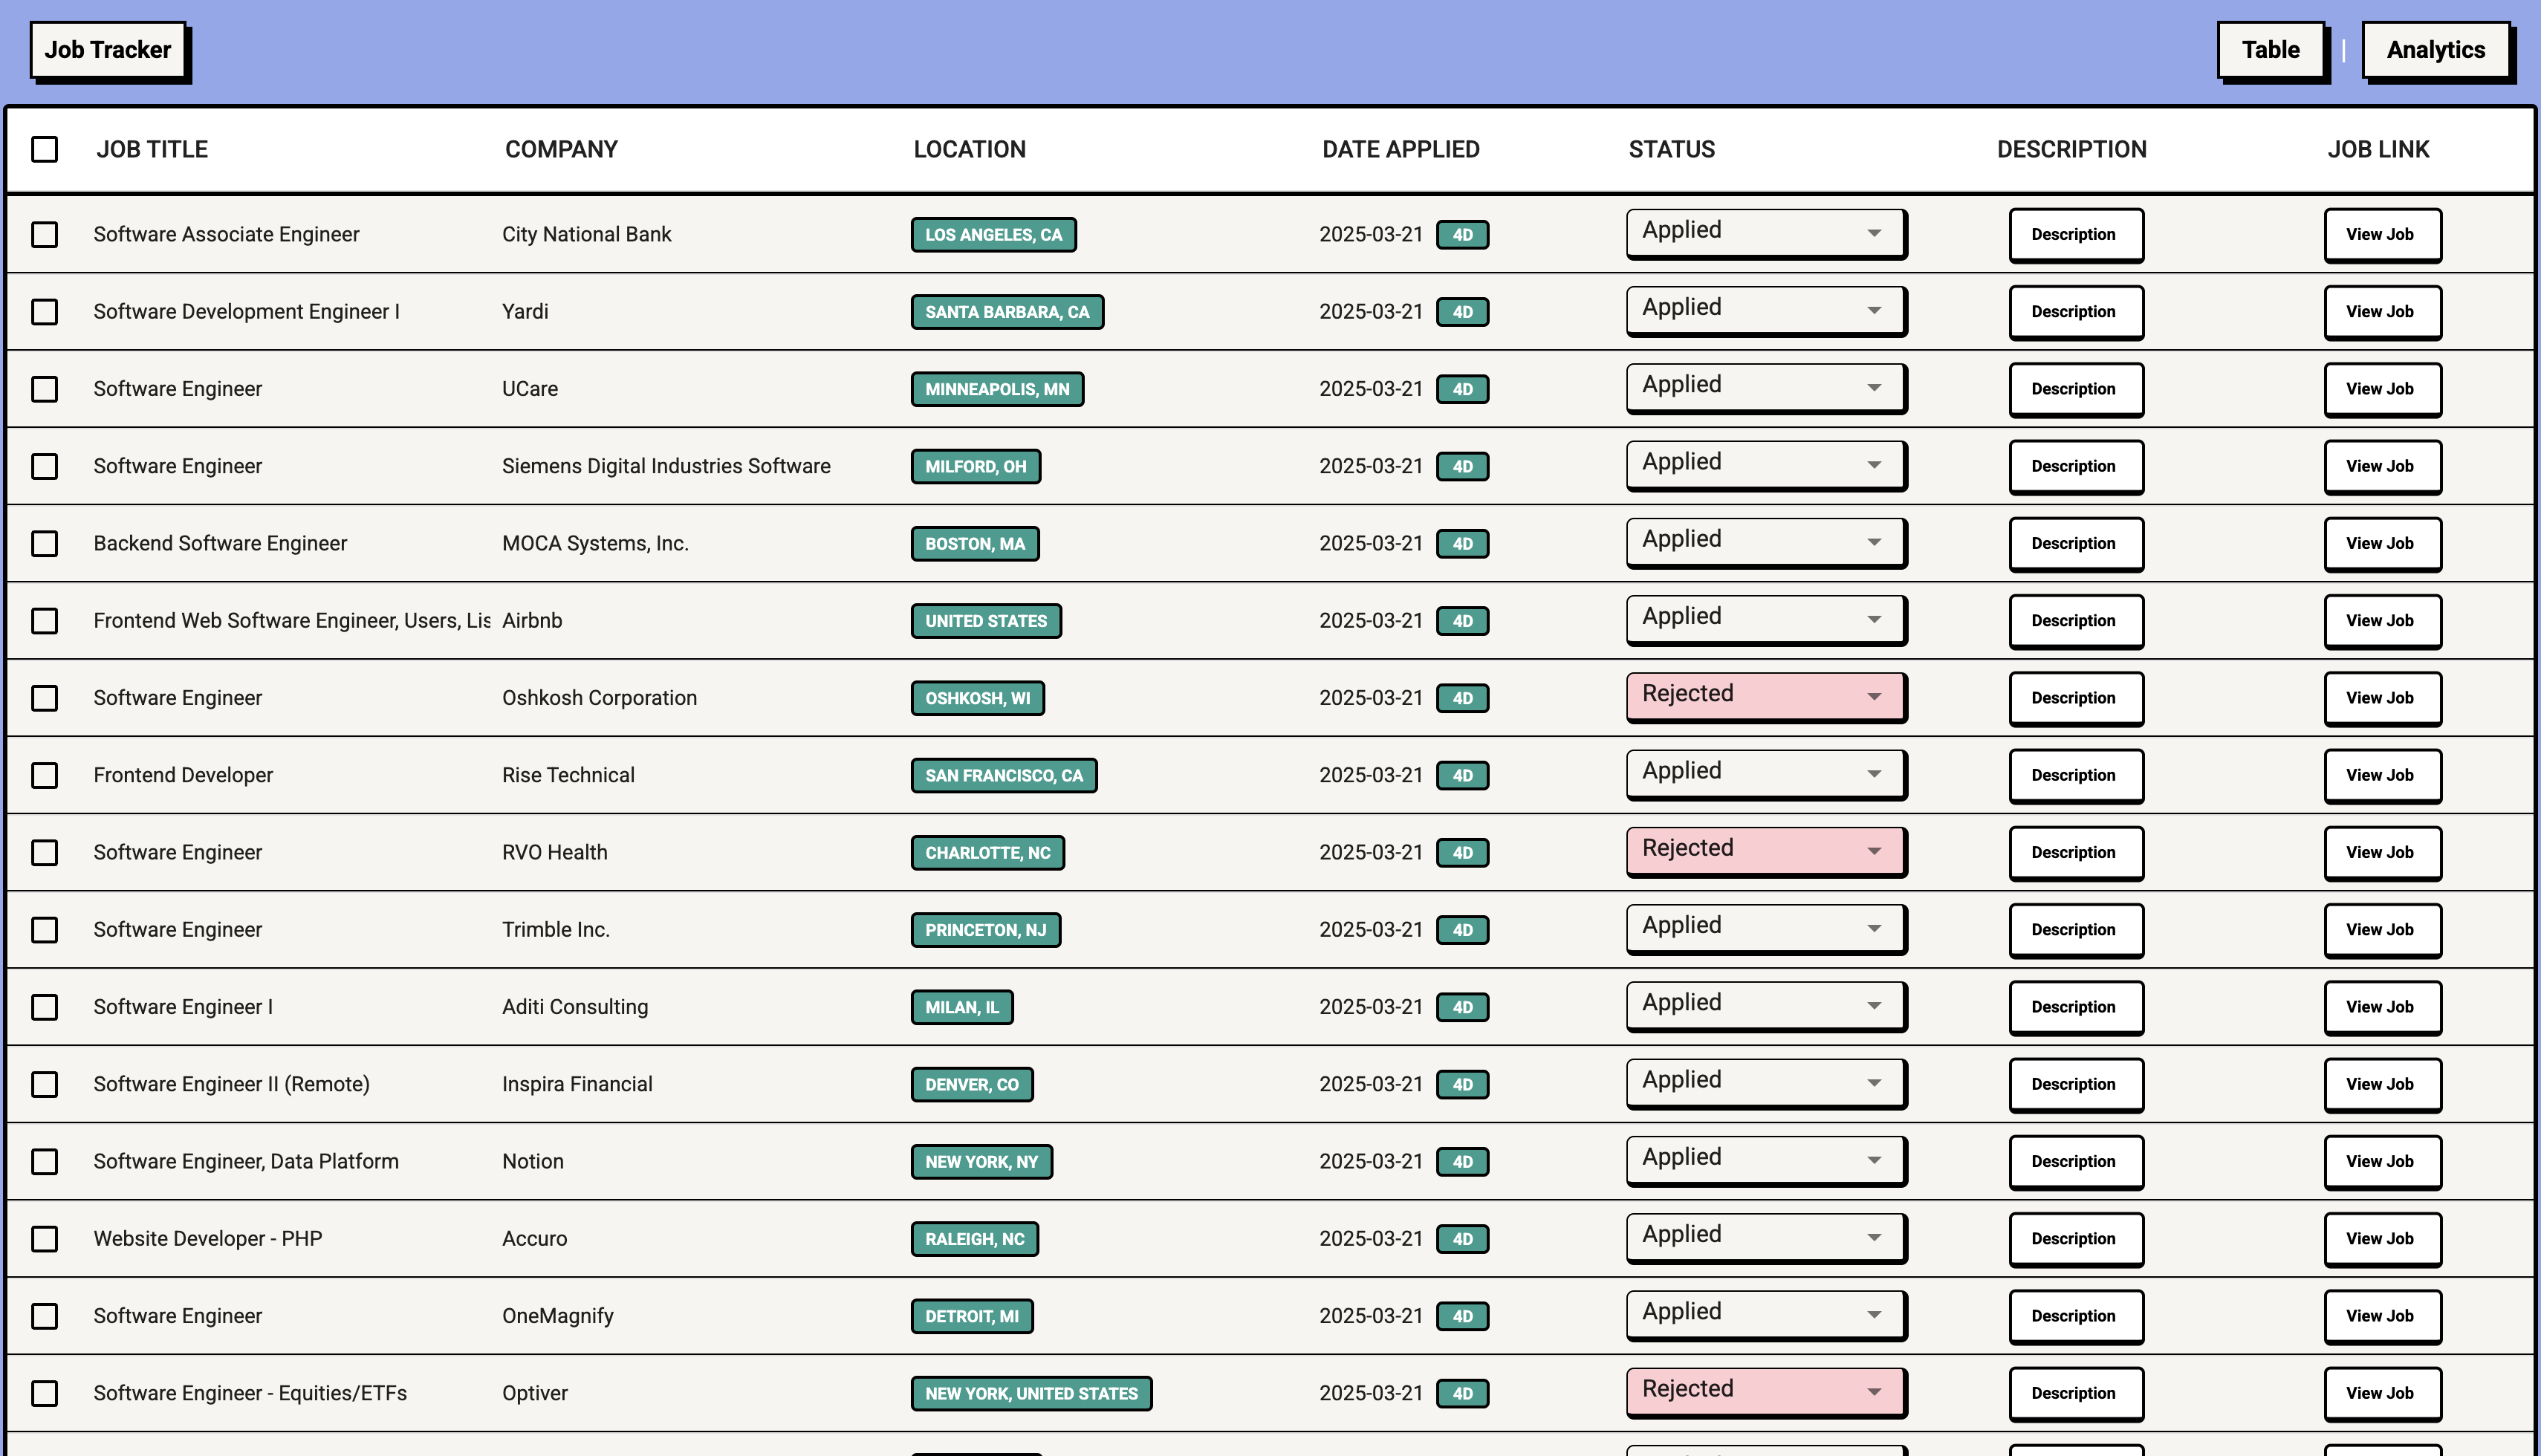 Job Tracker Table | Analytics
JOB TITLE COMPANY LOCATION DATE APPLIED STATUS DESCRIPTION JOB LINK
Software Associate Engineer City National Bank LOS ANGELES, CA 2025-03-21 4D Applied Description View Job
Software Development Engineer I Yardi SANTA BARBARA, CA 2025-03-21 4D Applied Description View Job
Software Engineer UCare MINNEAPOLIS, MN 2025-03-21 4D Applied Description View Job
Software Engineer Siemens Digital Industries Software MILFORD, OH 2025-03-21 4D Applied Description View Job
Backend Software Engineer MOCA Systems, Inc. BOSTON, MA 2025-03-21 4D Applied Description View Job
Frontend Web Software Engineer, Users, Lis Airbnb UNITED STATES 2025-03-21 4D Applied Description View Job
Software Engineer Oshkosh Corporation OSHKOSH, WI 2025-03-21 4D Rejected Description View Job
Frontend Developer Rise Technical SAN FRANCISCO, CA 2025-03-21 4D Applied Description View Job
Software Engineer RVO Health CHARLOTTE, NC 2025-03-21 4D Rejected Description View Job
Software Engineer Trimble Inc. PRINCETON, NJ 2025-03-21 4D Applied Description View Job
Software Engineer I Aditi Consulting MILAN, IL 2025-03-21 4D Applied Description View Job
Software Engineer II (Remote) Inspira Financial DENVER, CO 2025-03-21 4D Applied Description View Job
Software Engineer, Data Platform Notion NEW YORK, NY 2025-03-21 4D Applied Description View Job
Website Developer - PHP Accuro RALEIGH, NC 2025-03-21 4D Applied Description View Job
Software Engineer OneMagnify DETROIT, MI 2025-03-21 4D Applied Description View Job
Software Engineer - Equities/ETFs Optiver NEW YORK, UNITED STATES 2025-03-21 4D Rejected Description View Job